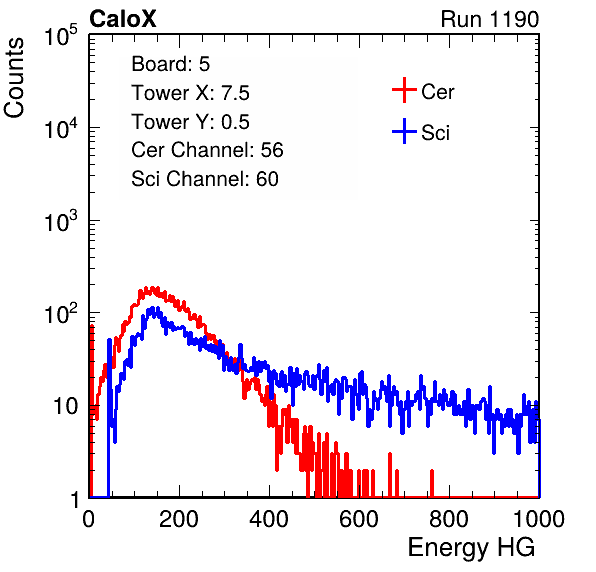 CaloX Run 1190
Board: 5
Tower X: 7.5
Tower Y: 0.5
Cer Channel: 56
Sci Channel: 60
Cer
Sci
Counts
10^5
10^4
10^3
10^2
10
1
0 200 400 600 800 1000
Energy HG